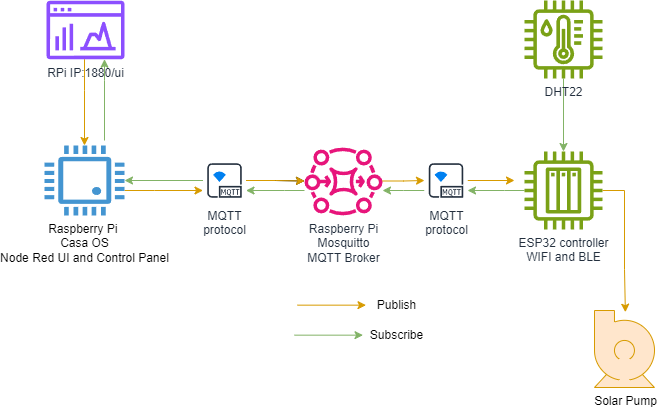 RPi IP:1880/ui
DHT22
MQTT
MQTT
protocol
MQTT
MQTT
protocol
Raspberry Pi
Casa OS
Node Red UI and Control Panel
Raspberry Pi
Mosquitto
MQTT Broker
ESP32 controller
WIFI and BLE
Publish
Subscribe
Solar Pump